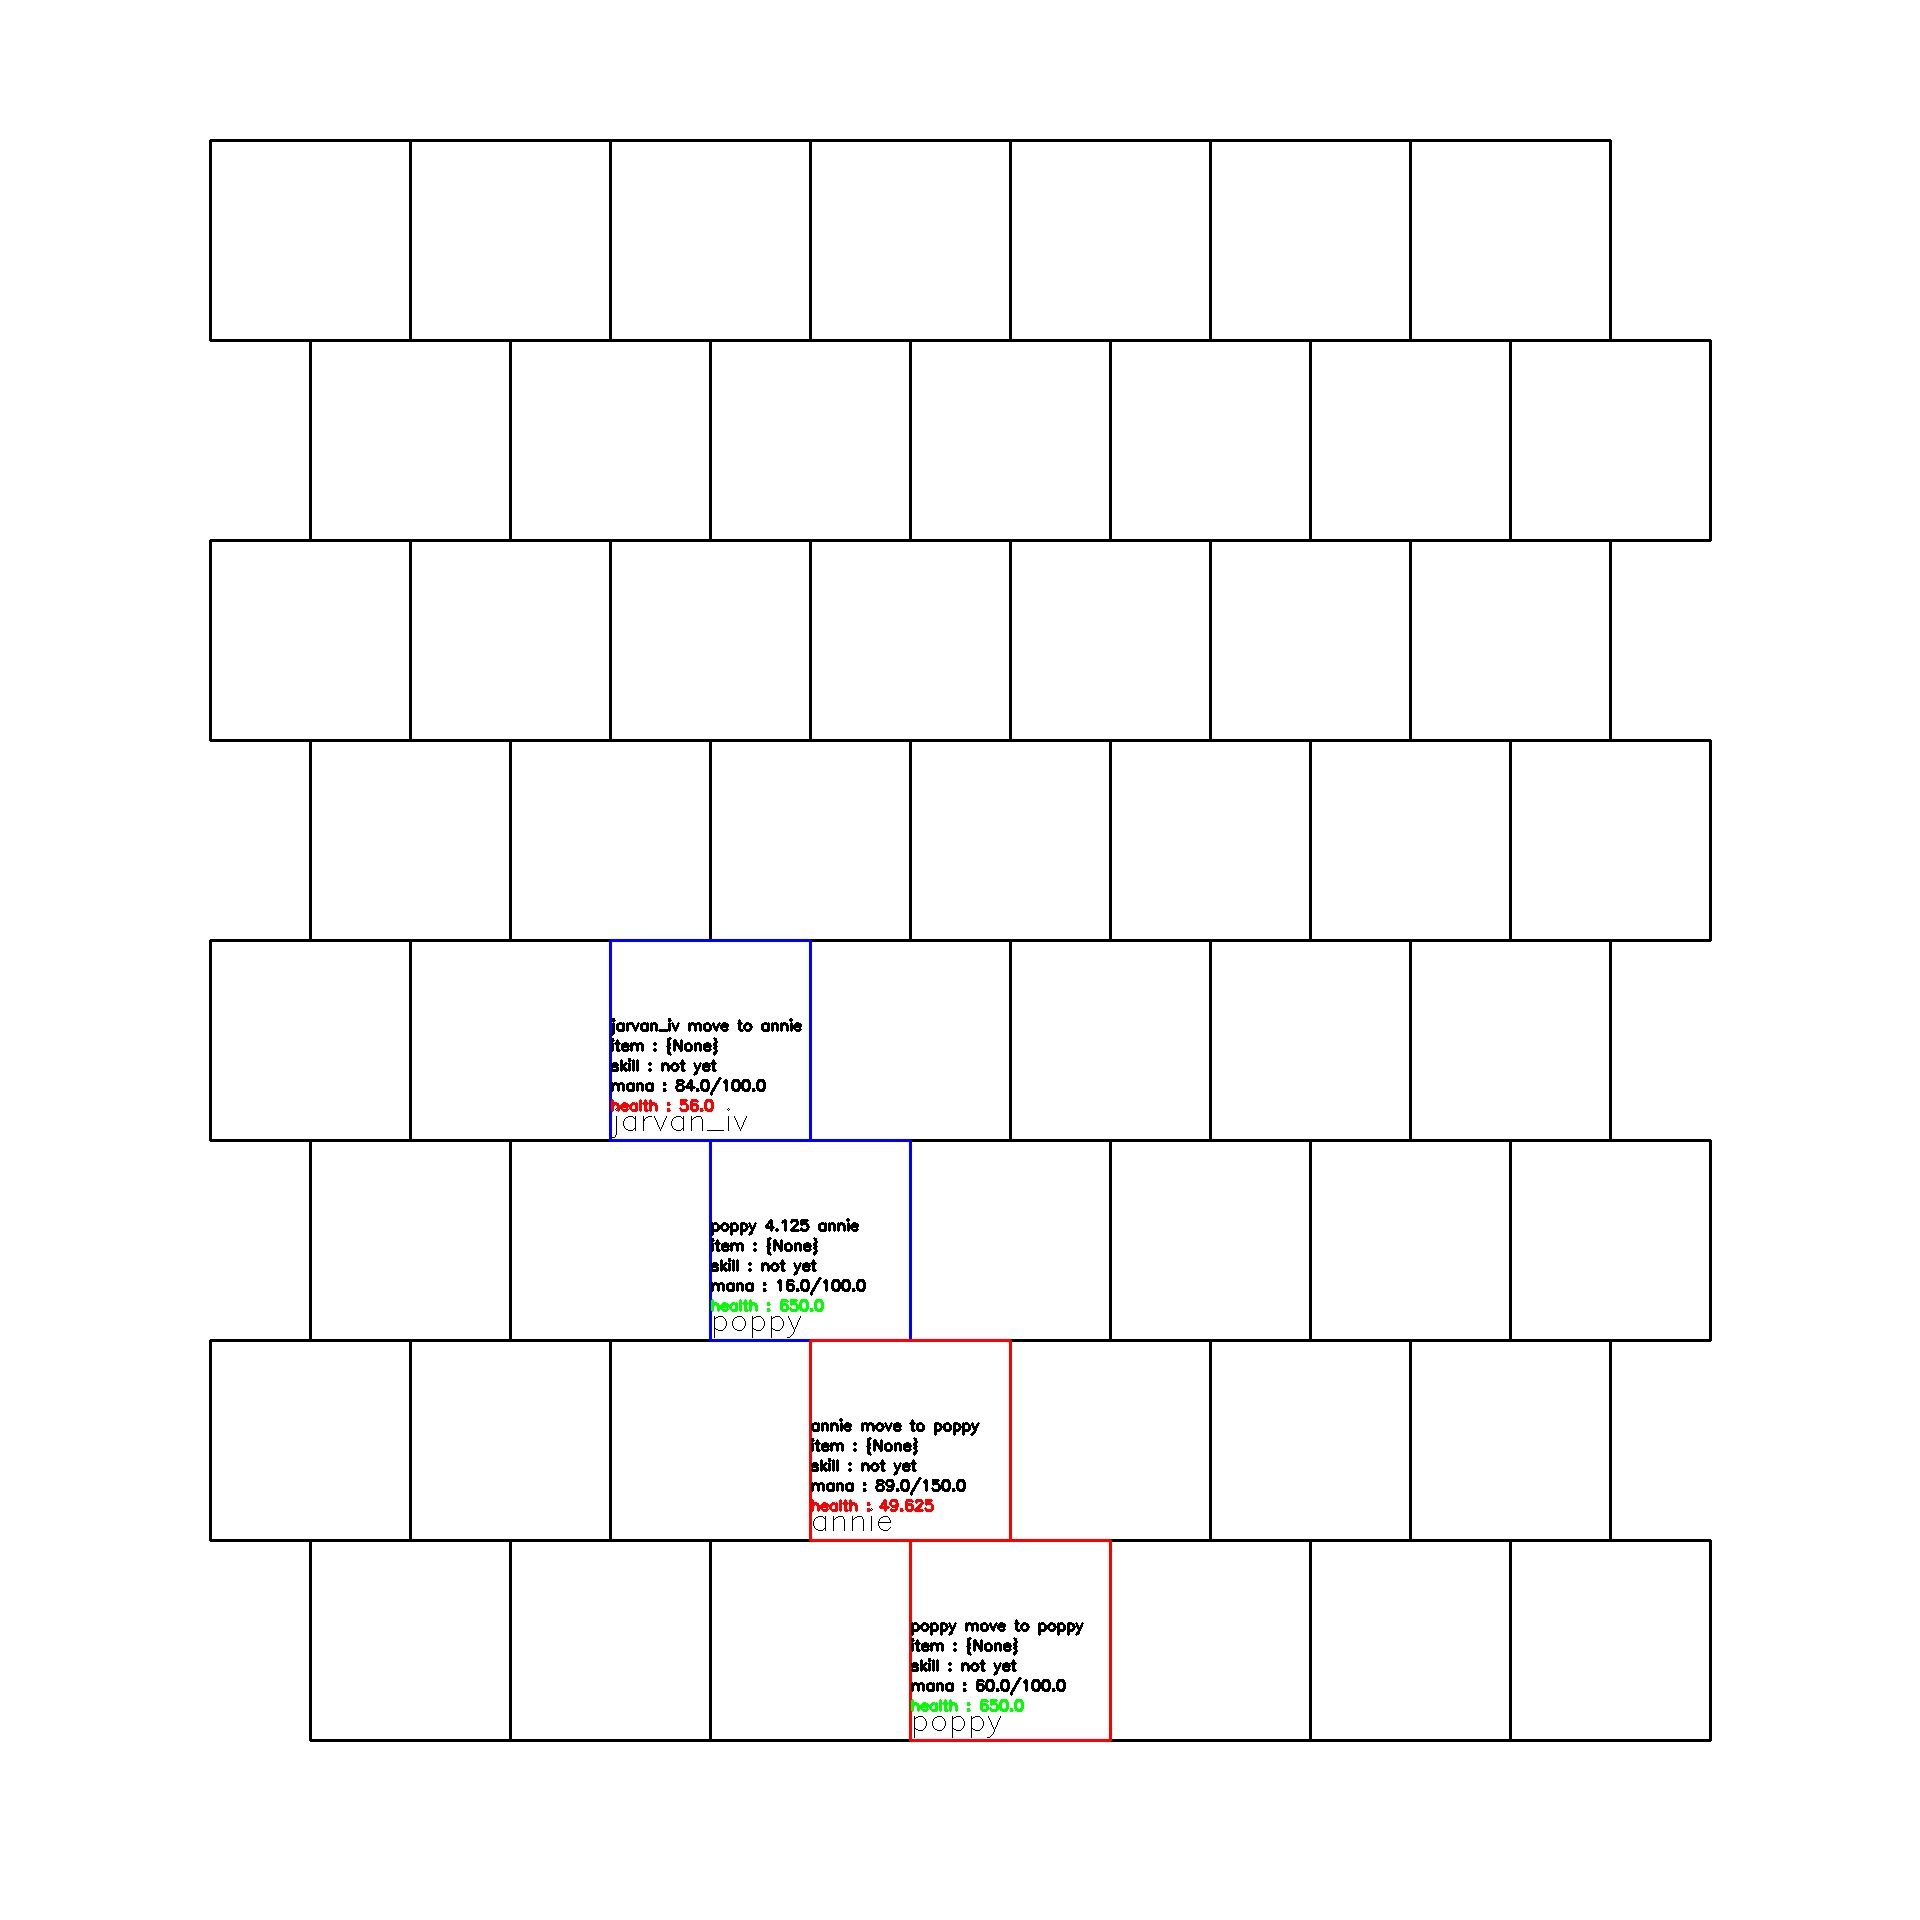 jarvan_iv move to annie
item : {None}
skill : not yet
mana : 84.0/100.0
health : 56.0
jarvan_iv
poppy 4.125 annie
item : {None}
skill : not yet
mana : 16.0/100.0
health : 650.0
poppy
annie move to poppy
item : {None}
skill : not yet
mana : 89.0/150.0
health : 49.625
annie
poppy move to poppy
item : {None}
skill : not yet
mana : 60.0/100.0
health : 650.0
poppy